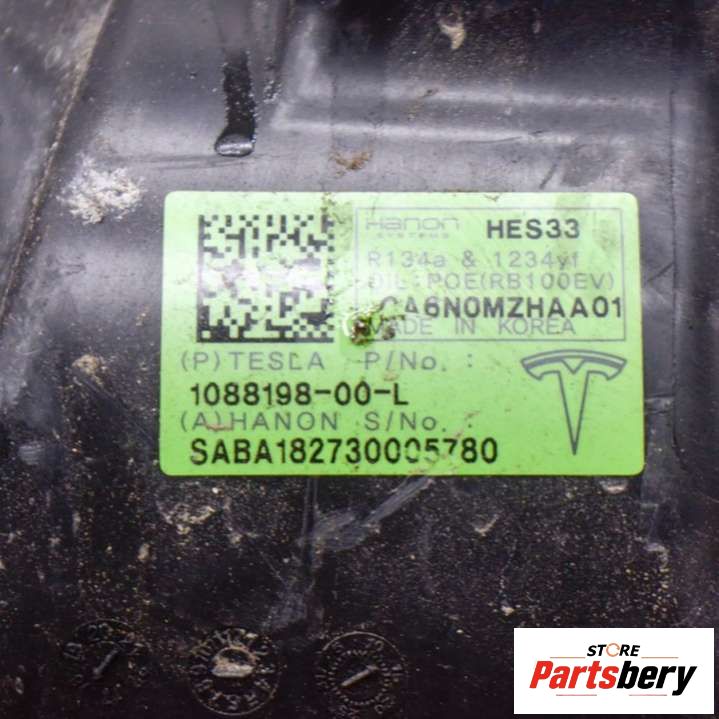 Hanon
SYSTEMS
HES33
R134a & 1234yf
OIL:POE(RB100EV)
CA6N0MZHAA01
MADE IN KOREA
(P)TESLA P/No. :
1088198-00-L
(A)HANON S/No. :
SABA182730005780
STORE
Partsbery